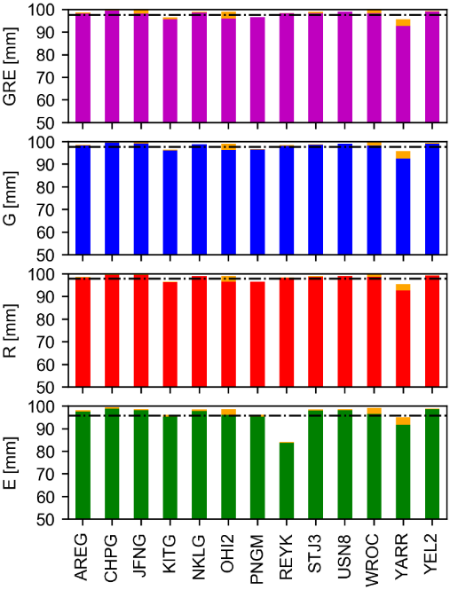 GRE [mm]
100
90
80
70
60
50
G [mm]
100
90
80
70
60
50
R [mm]
100
90
80
70
60
50
E [mm]
100
90
80
70
60
50
AREG
CHPG
JFNG
KITG
NKLG
OHI2
PNGM
REYK
STJ3
USN8
WROC
YARR
YEL2